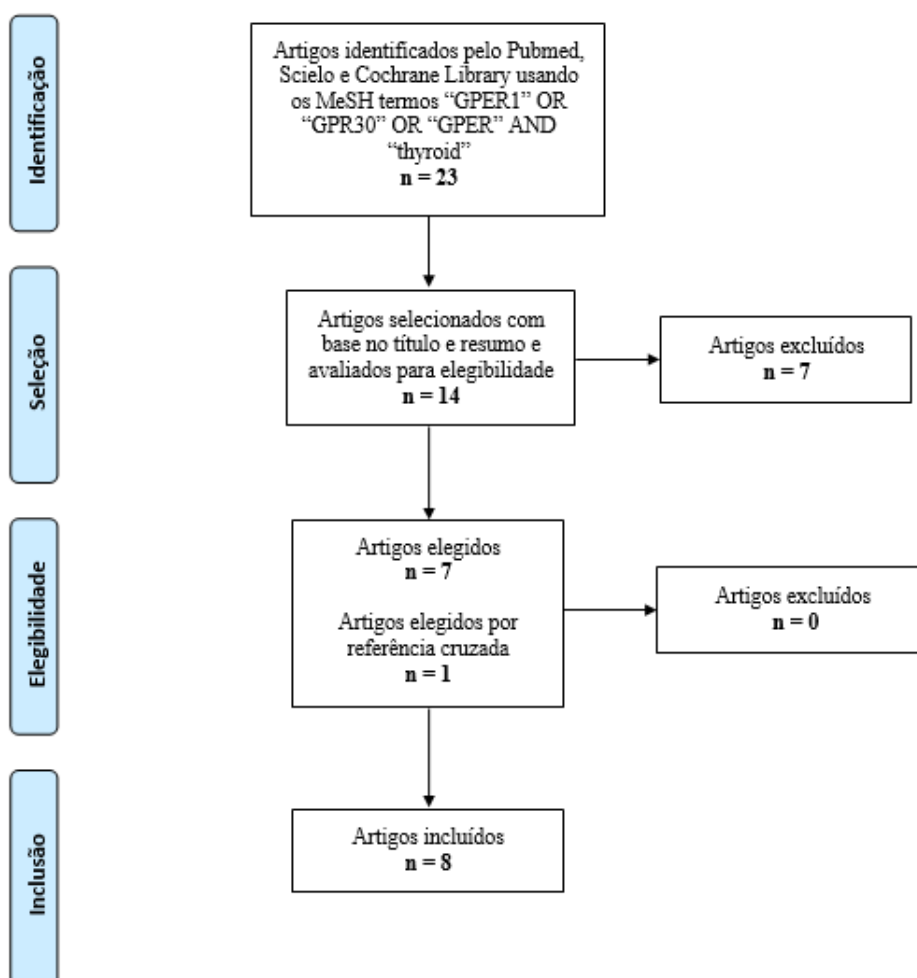 Identificação
Artigos identificados pelo Pubmed,
Scielo e Cochrane Library usando
os MeSH termos “GPER1” OR
“GPR30” OR “GPER” AND
“thyroid”
n = 23
Seleção
Artigos selecionados com
base no título e resumo e
avaliados para elegibilidade
n = 14
Artigos excluídos
n = 7
Elegibilidade
Artigos elegidos
n = 7
Artigos elegidos por
referência cruzada
n = 1
Artigos excluídos
n = 0
Inclusão
Artigos incluídos
n = 8